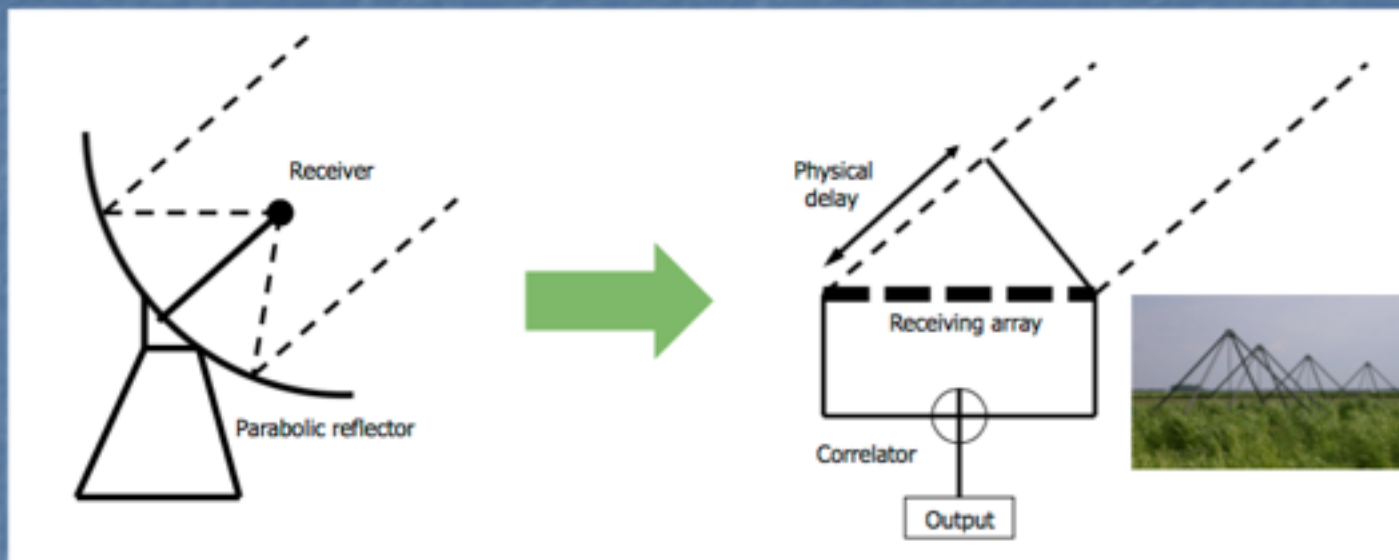 Receiver
Parabolic reflector
Physical
delay
Receiving array
Correlator
Output